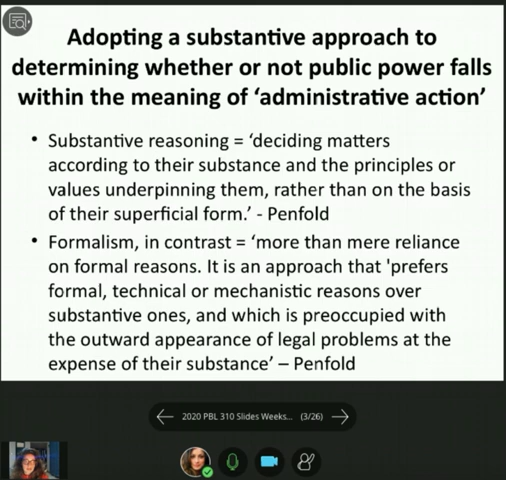 Adopting a substantive approach to
determining whether or not public power falls
within the meaning of ‘administrative action’
• Substantive reasoning = ‘deciding matters
according to their substance and the principles or
values underpinning them, rather than on the basis
of their superficial form.’ - Penfold
• Formalism, in contrast = ‘more than mere reliance
on formal reasons. It is an approach that 'prefers
formal, technical or mechanistic reasons over
substantive ones, and which is preoccupied with
the outward appearance of legal problems at the
expense of their substance’ – Penfold
2020 PBL 310 Slides Weeks... (3/26)